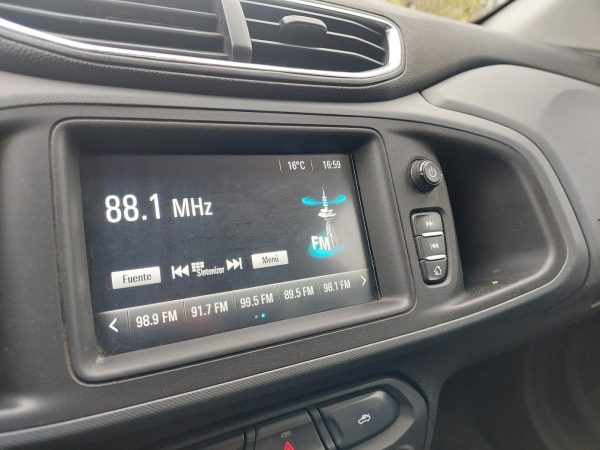 16°C 16:59
88.1 MHz
FM
Fuente Sintonizar Menú
98.9 FM 91.7 FM 99.5 FM 89.5 FM 98.1 FM